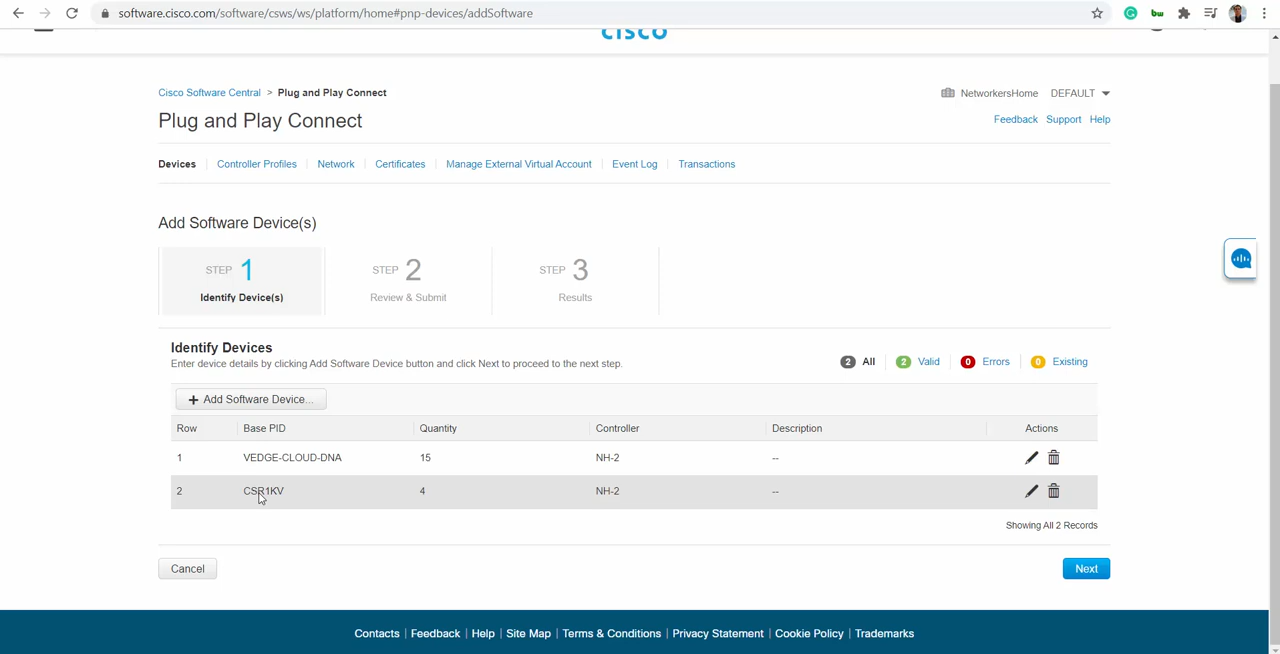 software.cisco.com/software/csws/ws/platform/home#pnp-devices/addSoftware
bw
cisco
Cisco Software Central > Plug and Play Connect
NetworkersHome DEFAULT
Plug and Play Connect
Feedback Support Help
Devices Controller Profiles Network Certificates Manage External Virtual Account Event Log Transactions
Add Software Device(s)
STEP 1 STEP 2 STEP 3
Identify Device(s) Review & Submit Results
Identify Devices
Enter device details by clicking Add Software Device button and click Next to proceed to the next step.
2 All 2 Valid 0 Errors 0 Existing
+ Add Software Device...
Row Base PID Quantity Controller Description Actions
1 VEDGE-CLOUD-DNA 15 NH-2 --
2 CSR1KV 4 NH-2 --
Showing All 2 Records
Cancel Next
Contacts | Feedback | Help | Site Map | Terms & Conditions | Privacy Statement | Cookie Policy | Trademarks